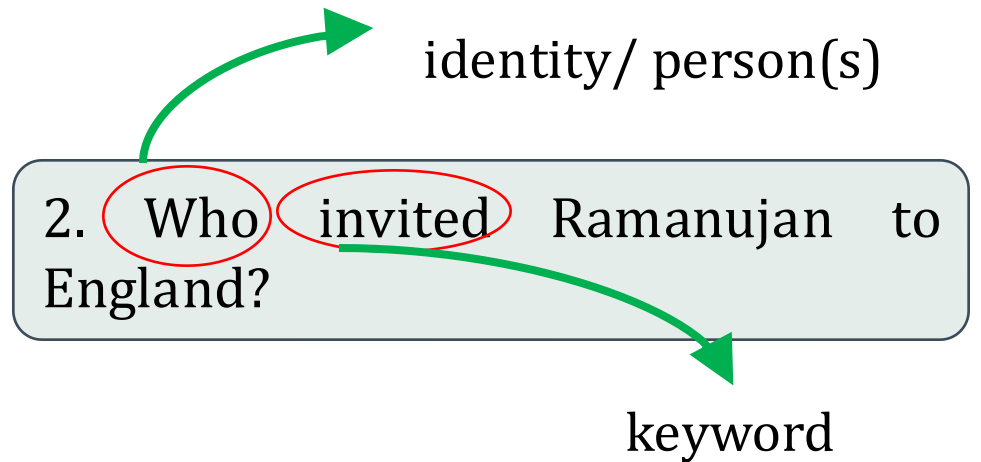 identity/ person(s)
2. Who invited Ramanujan to
England?
keyword